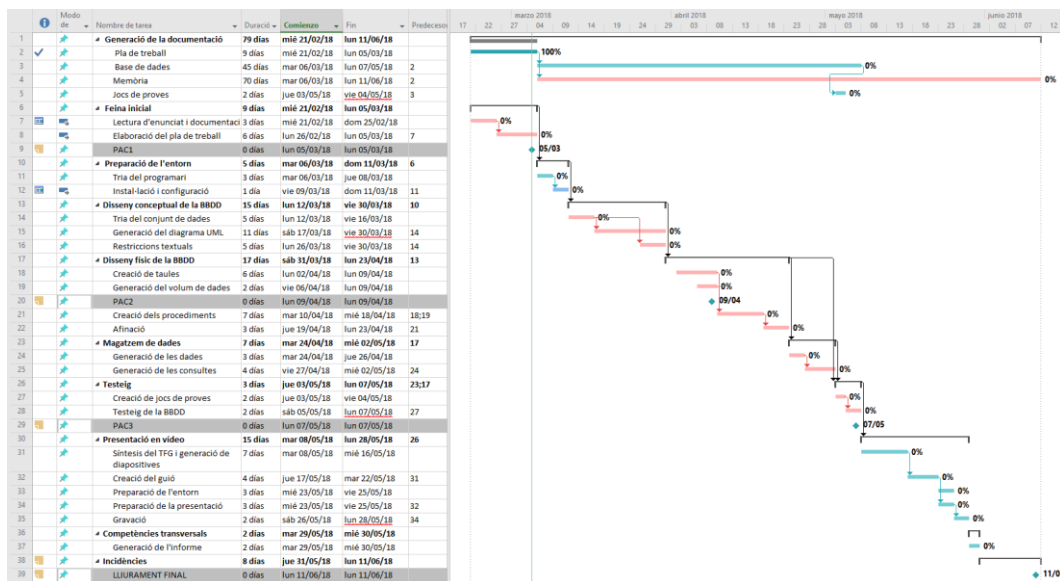 Modo de
Nombre de tarea Duració Comienzo Fin Predeceso
marzo 2018 abril 2018 mayo 2018 junio 2018
17 22 27 04 09 14 19 24 29 03 08 13 18 23 28 03 08 13 18 23 28 02 07 12
1 Generación de la documentació 79 días mié 21/02/18 lun 11/06/18
2 Pla de treball 9 días mié 21/02/18 lun 05/03/18 100%
3 Base de dades 45 días mar 06/03/18 lun 07/05/18 2 0%
4 Memòria 70 días mar 06/03/18 lun 11/06/18 2 0%
5 Jocs de proves 2 días jue 03/05/18 vie 04/05/18 3 0%
6 Feina inicial 9 días mié 21/02/18 lun 05/03/18
7 Lectura d'enunciat i documentaci 3 días mié 21/02/18 dom 25/02/18 0%
8 Elaboració del pla de treball 6 días lun 26/02/18 lun 05/03/18 7 0%
9 PAC1 0 días lun 05/03/18 lun 05/03/18 05/03
10 Preparació de l'entorn 5 días mar 06/03/18 dom 11/03/18 6
11 Tria del programari 3 días mar 06/03/18 jue 08/03/18 0%
12 Instal·lació i configuració 1 día vie 09/03/18 dom 11/03/18 11 0%
13 Disseny conceptual de la BBDD 15 días lun 12/03/18 vie 30/03/18 10
14 Tria del conjunt de dades 5 días lun 12/03/18 vie 16/03/18 0%
15 Generació del diagrama UML 11 días sáb 17/03/18 vie 30/03/18 14 0%
16 Restriccions textuals 5 días lun 26/03/18 vie 30/03/18 14 0%
17 Disseny físic de la BBDD 17 días sáb 31/03/18 lun 23/04/18 13
18 Creació de taules 6 días lun 02/04/18 lun 09/04/18 0%
19 Generació del volum de dades 2 días vie 06/04/18 lun 09/04/18 0%
20 PAC2 0 días lun 09/04/18 lun 09/04/18 09/04
21 Creació dels procediments 7 días mar 10/04/18 mié 18/04/18 18;19 0%
22 Afinació 3 días jue 19/04/18 lun 23/04/18 21 0%
23 Magatzem de dades 7 días mar 24/04/18 mié 02/05/18 17
24 Generació de les dades 3 días mar 24/04/18 jue 26/04/18 0%
25 Generació de les consultes 4 días vie 27/04/18 mié 02/05/18 24 0%
26 Testeig 3 días jue 03/05/18 lun 07/05/18 23;17
27 Creació de jocs de proves 2 días jue 03/05/18 vie 04/05/18 0%
28 Testeig de la BBDD 2 días sáb 05/05/18 lun 07/05/18 27 0%
29 PAC3 0 días lun 07/05/18 lun 07/05/18 07/05
30 Presentació en vídeo 15 días mar 08/05/18 lun 28/05/18 26
31 Síntesis del TFG i generació de 7 días mar 08/05/18 mié 16/05/18 0%
diapositives
32 Creació del guió 4 días jue 17/05/18 mar 22/05/18 31 0%
33 Preparació de l'entorn 3 días mié 23/05/18 vie 25/05/18 0%
34 Preparació de la presentació 3 días mié 23/05/18 vie 25/05/18 32 0%
35 Gravació 2 días sáb 26/05/18 lun 28/05/18 34 0%
36 Competències transversals 2 días mar 29/05/18 mié 30/05/18
37 Generació de l'informe 2 días mar 29/05/18 mié 30/05/18 0%
38 Incidències 8 días jue 31/05/18 lun 11/06/18
39 LLIURAMENT FINAL 0 días lun 11/06/18 lun 11/06/18 11/0